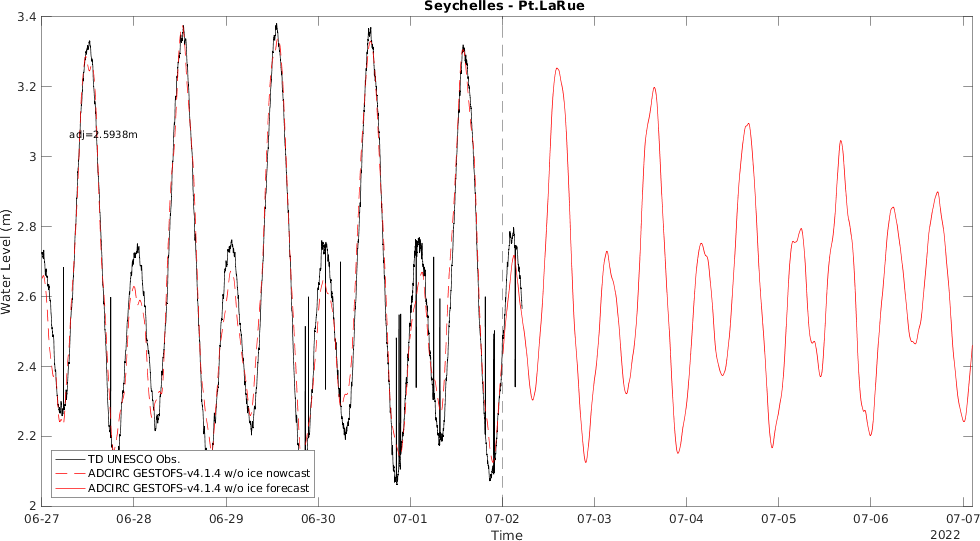 Seychelles - Pt.LaRue
3.4
3.2
3
2.8
2.6
2.4
2.2
2
Water Level (m)
adj=2.5938m
TD UNESCO Obs.
ADCIRC GESTOFS-v4.1.4 w/o ice nowcast
ADCIRC GESTOFS-v4.1.4 w/o ice forecast
06-27 06-28 06-29 06-30 07-01 07-02 07-03 07-04 07-05 07-06 07-07
Time
2022